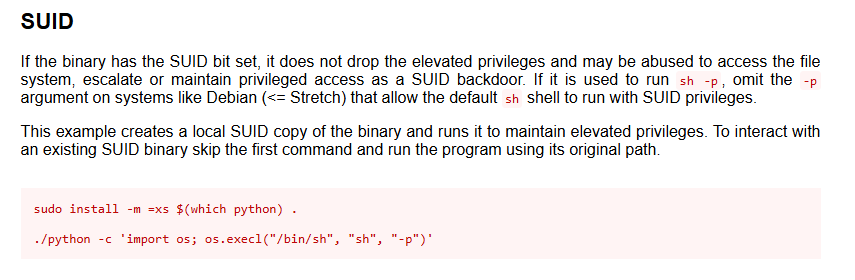 SUID
If the binary has the SUID bit set, it does not drop the elevated privileges and may be abused to access the file
system, escalate or maintain privileged access as a SUID backdoor. If it is used to run sh -p, omit the -p
argument on systems like Debian (<= Stretch) that allow the default sh shell to run with SUID privileges.
This example creates a local SUID copy of the binary and runs it to maintain elevated privileges. To interact with
an existing SUID binary skip the first command and run the program using its original path.
sudo install -m =xs $(which python) .
./python -c 'import os; os.execl("/bin/sh", "sh", "-p")'